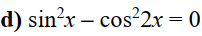 d) sin²x – cos²2x = 0